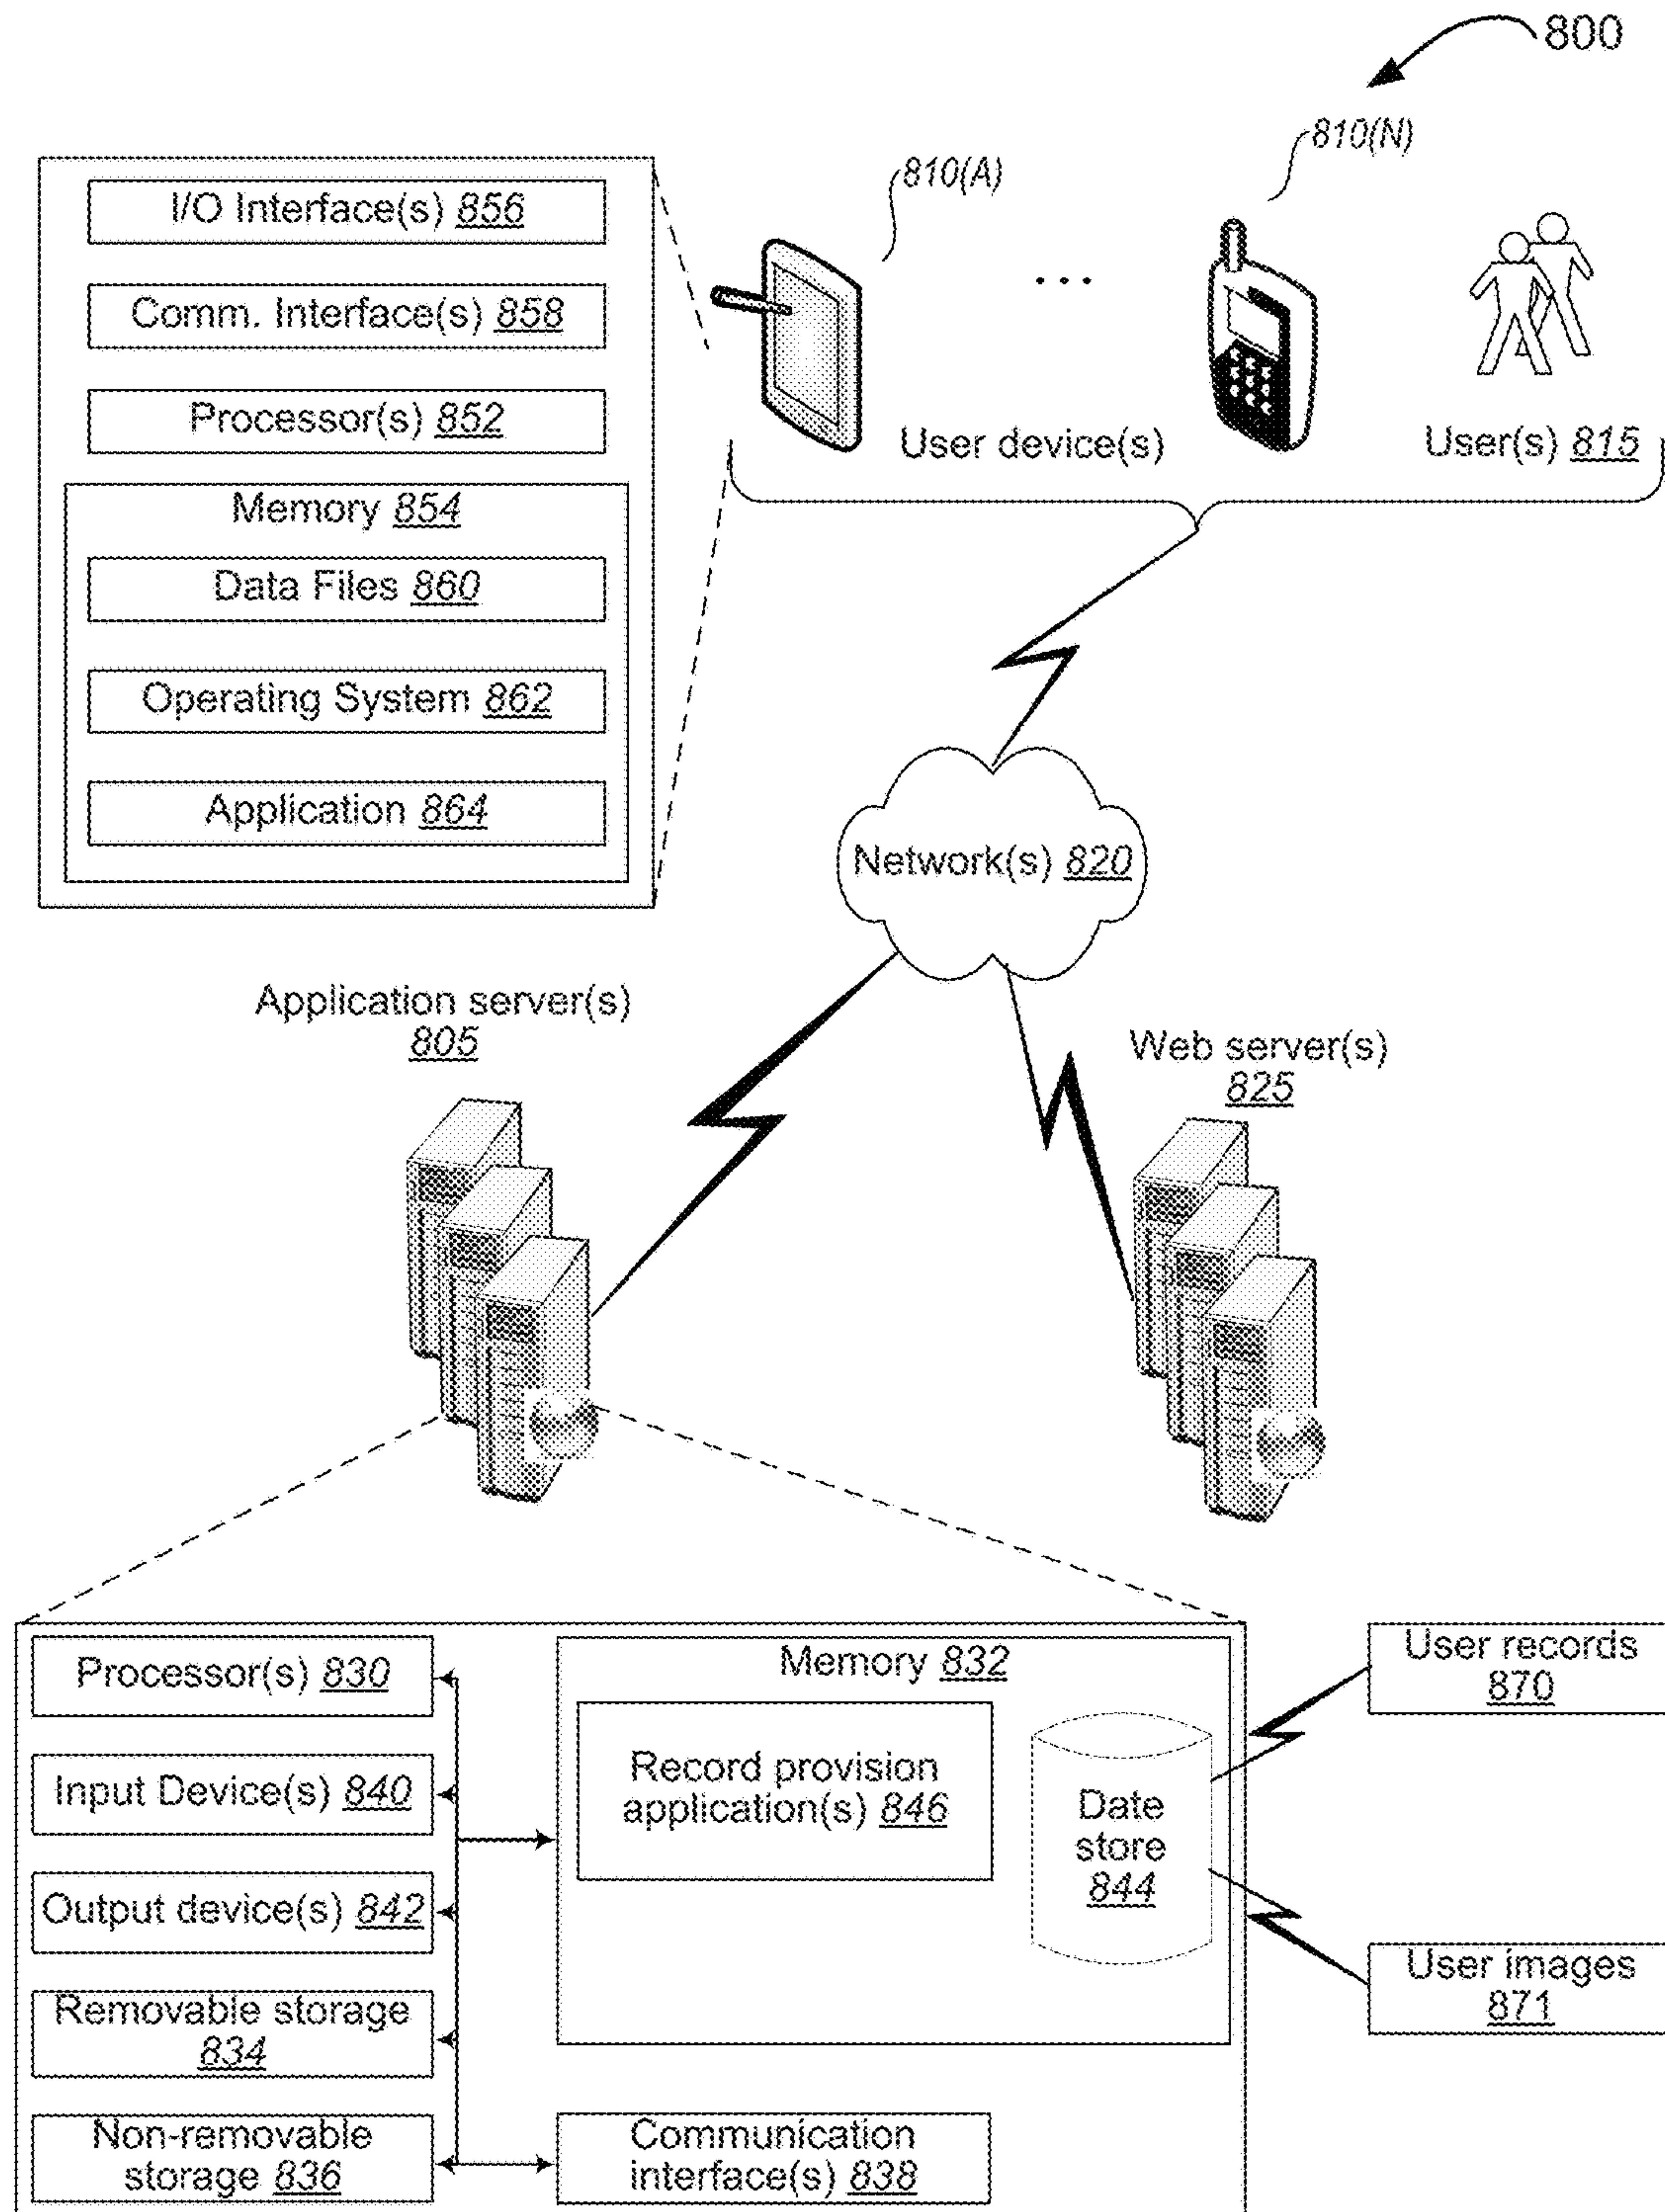 800
810(N)
810(A)
I/O Interface(s) 856
Comm. Interface(s) 858
Processor(s) 852
Memory 854
Data Files 860
Operating System 862
Application 864
...
User device(s)
User(s) 815
Network(s) 820
Application server(s)
805
Web server(s)
825
Processor(s) 830
Input Device(s) 840
Output device(s) 842
Removable storage
834
Non-removable
storage 836
Memory 832
Record provision
application(s) 846
Date
store
844
Communication
interface(s) 838
User records
870
User images
871